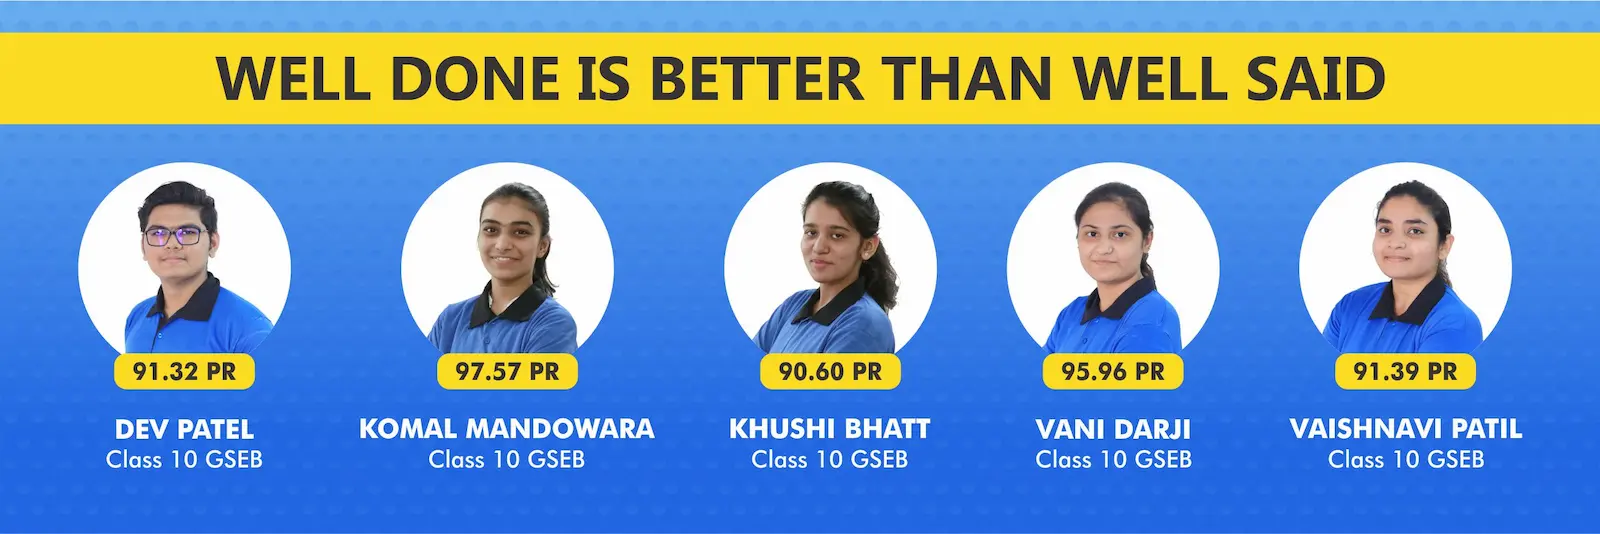 WELL DONE IS BETTER THAN WELL SAID
91.32 PR
DEV PATEL
Class 10 GSEB
97.57 PR
KOMAL MANDOWARA
Class 10 GSEB
90.60 PR
KHUSHI BHATT
Class 10 GSEB
95.96 PR
VANI DARJI
Class 10 GSEB
91.39 PR
VAISHNAVI PATIL
Class 10 GSEB